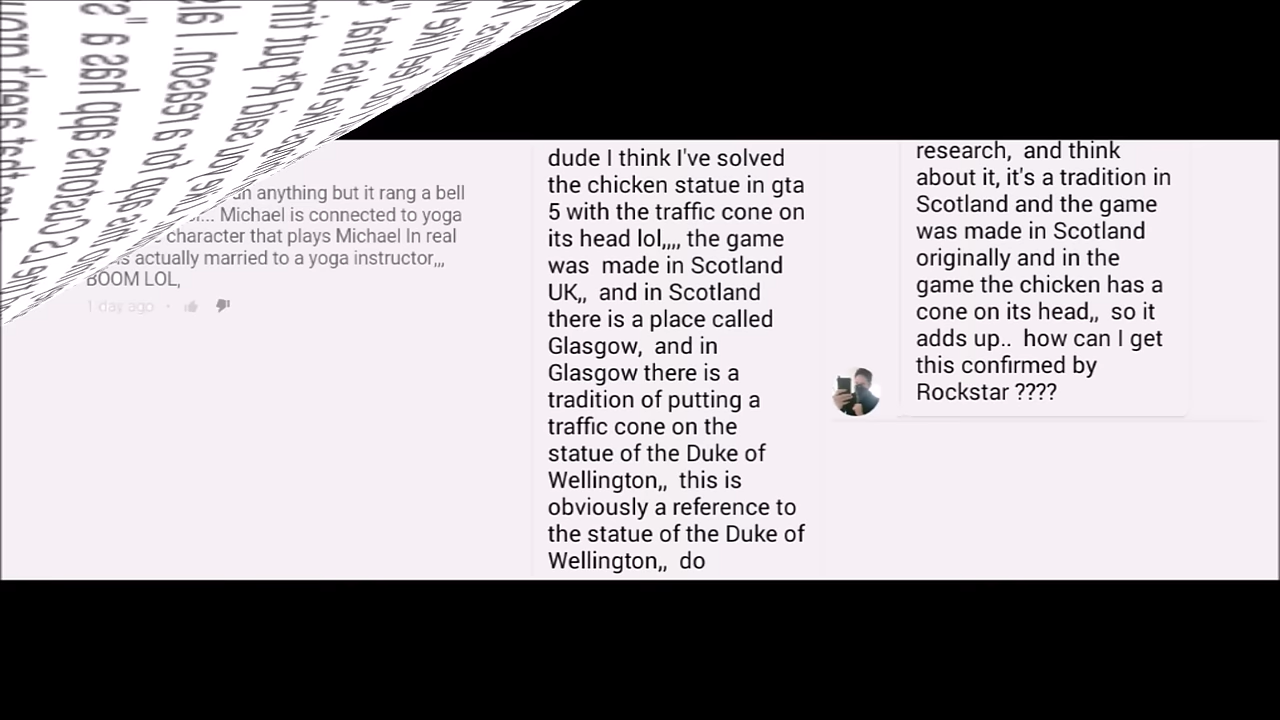 anything but it rang a bell
Michael is connected to yoga
character that plays Michael In real
actually married to a yoga instructor,,,
BOOM LOL,
1 day ago
dude I think I've solved
the chicken statue in gta
5 with the traffic cone on
its head lol,,,, the game
was made in Scotland
UK,, and in Scotland
there is a place called
Glasgow, and in
Glasgow there is a
tradition of putting a
traffic cone on the
statue of the Duke of
Wellington,, this is
obviously a reference to
the statue of the Duke of
Wellington,, do
research, and think
about it, it's a tradition in
Scotland and the game
was made in Scotland
originally and in the
game the chicken has a
cone on its head,, so it
adds up.. how can I get
this confirmed by
Rockstar ????